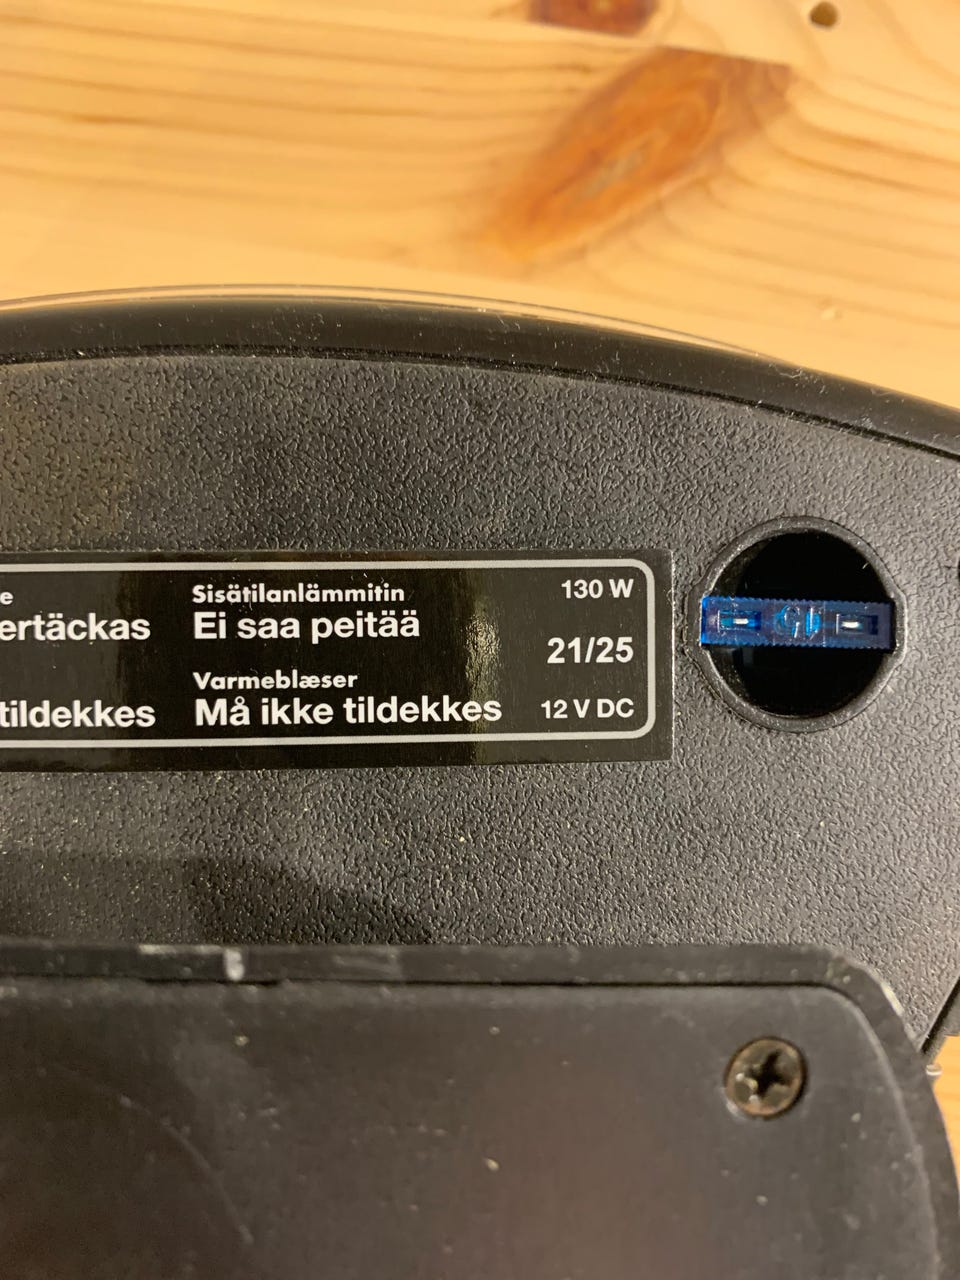 e
Sisätilanlämmitin
130 W
ertäckas
Ei saa peitää
21/25
Varmeblæser
tildekkes
Må ikke tildekkes
12 V DC